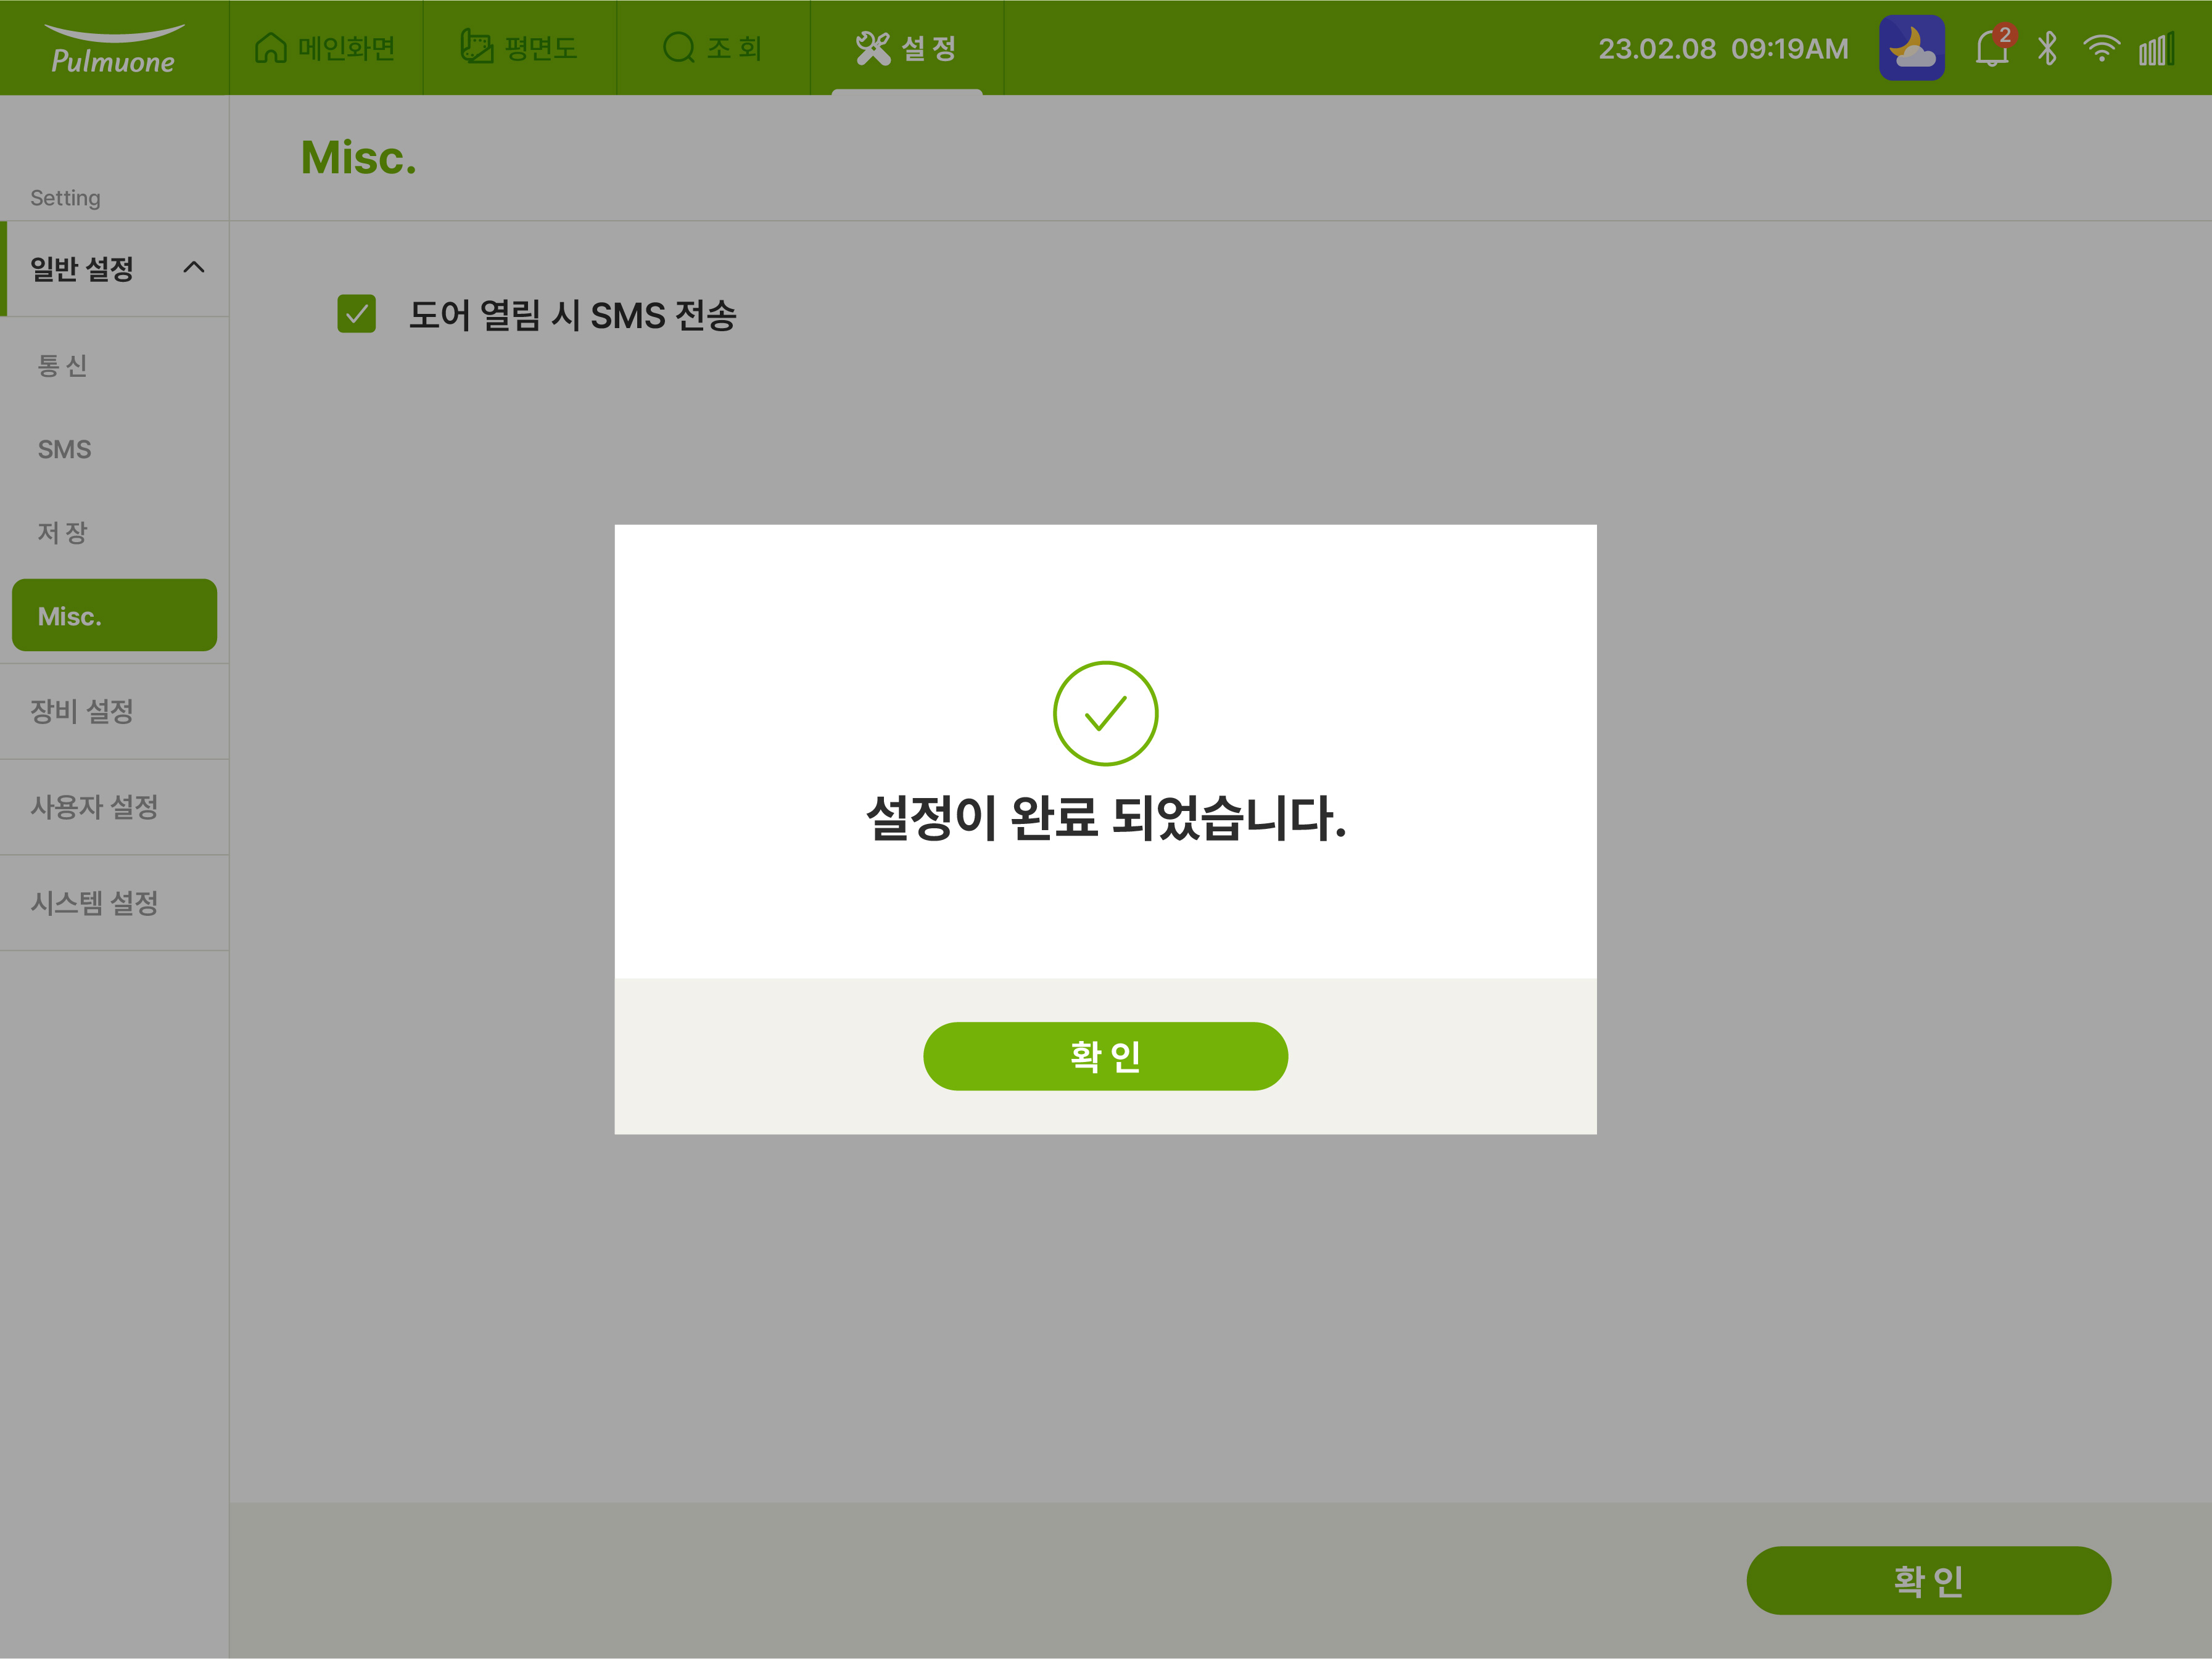 Pulmuone
메인화면
평면도
조 회
설 정
23.02.08 09:19AM
2
Setting
일반 설정
통 신
SMS
저 장
Misc.
장비 설정
사용자 설정
시스템 설정
Misc.
도어 열림 시 SMS 전송
설정이 완료 되었습니다.
확 인
확 인